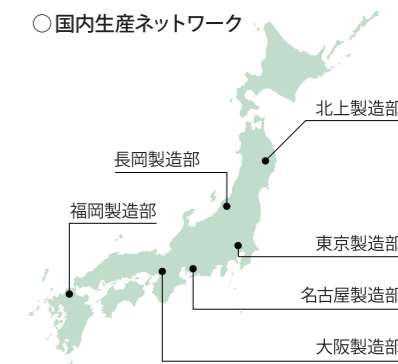 ○国内生産ネットワーク
北上製造部
長岡製造部
福岡製造部
東京製造部
名古屋製造部
大阪製造部